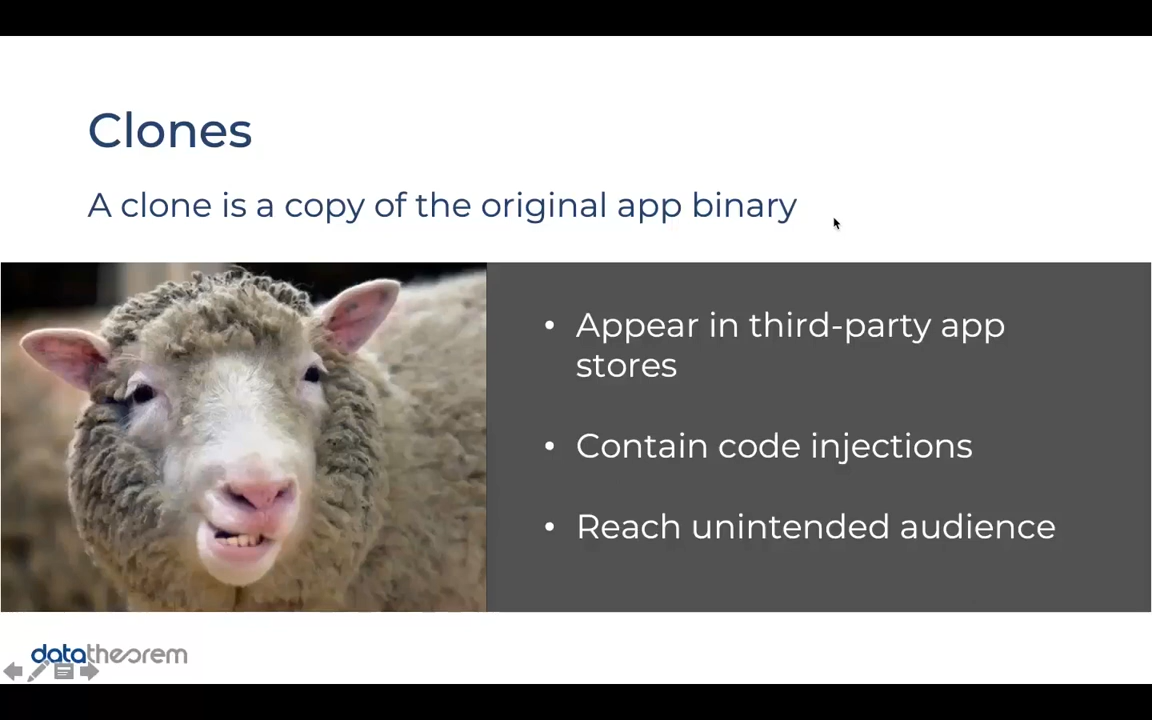 Clones
A clone is a copy of the original app binary
• Appear in third-party app
stores
• Contain code injections
• Reach unintended audience
datatheorem